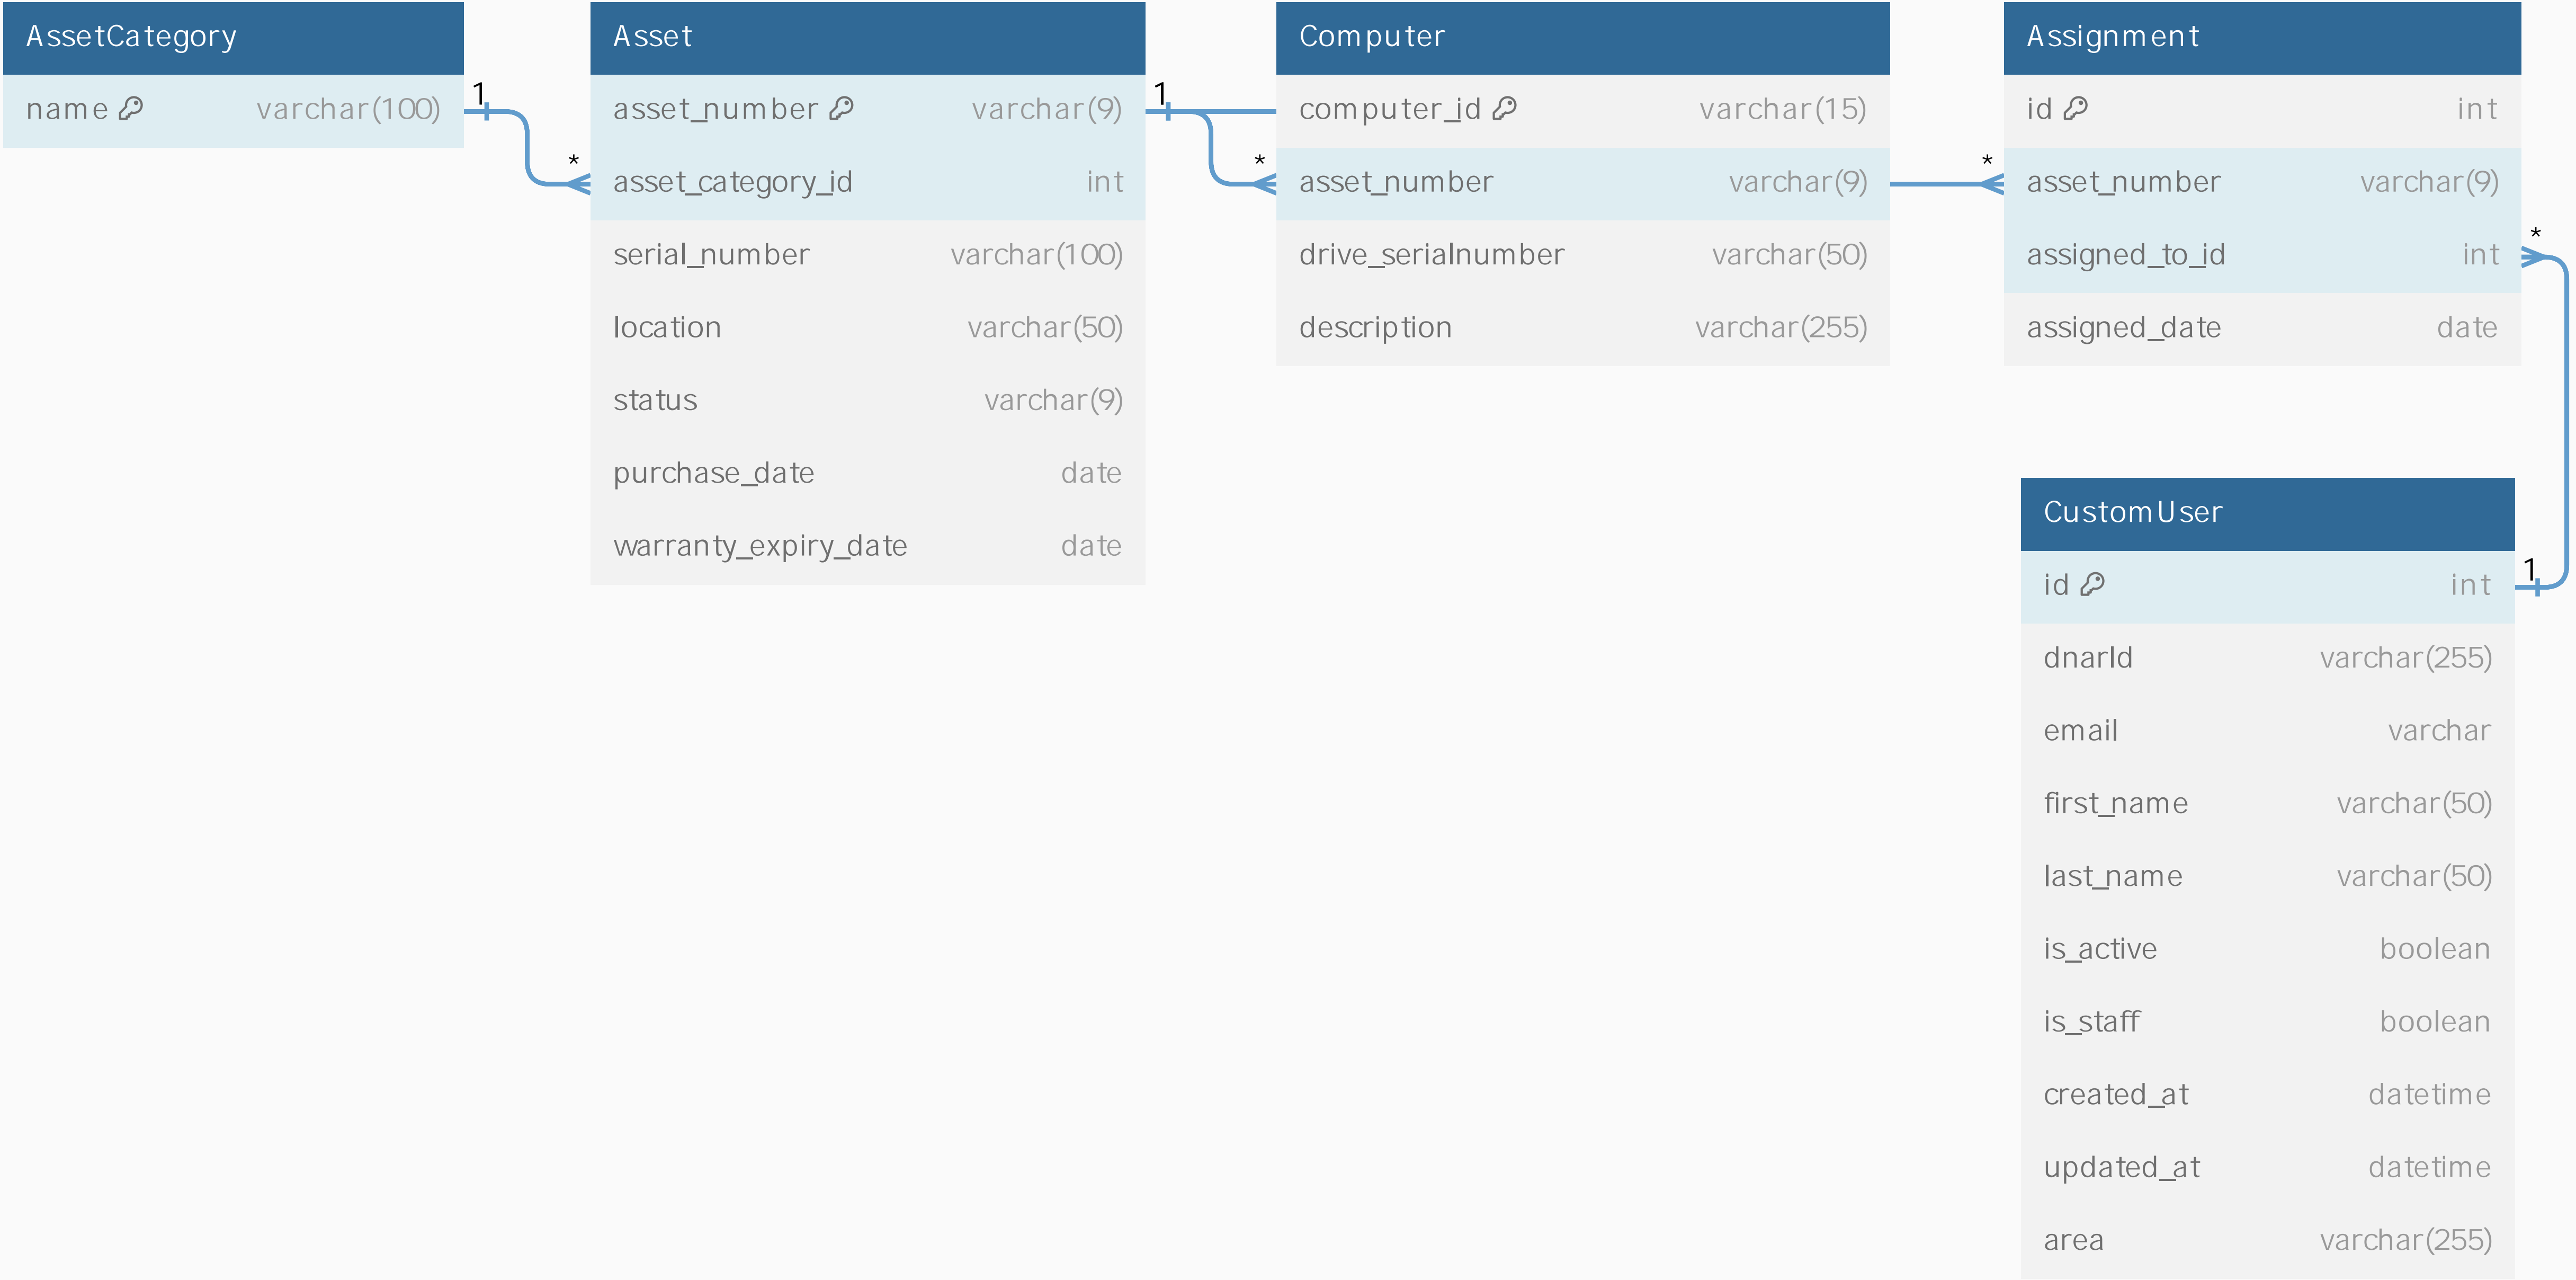 AssetCategory
name varchar(100)
1
*
Asset
asset_number varchar(9)
asset_category_id int
serial_number varchar(100)
location varchar(50)
status varchar(9)
purchase_date date
warranty_expiry_date date
1
*
Computer
computer_id varchar(15)
asset_number varchar(9)
drive_serialnumber varchar(50)
description varchar(255)
*
Assignment
id int
asset_number varchar(9)
assigned_to_id int
assigned_date date
*
1
CustomUser
id int
dnarId varchar(255)
email varchar
first_name varchar(50)
last_name varchar(50)
is_active boolean
is_staff boolean
created_at datetime
updated_at datetime
area varchar(255)